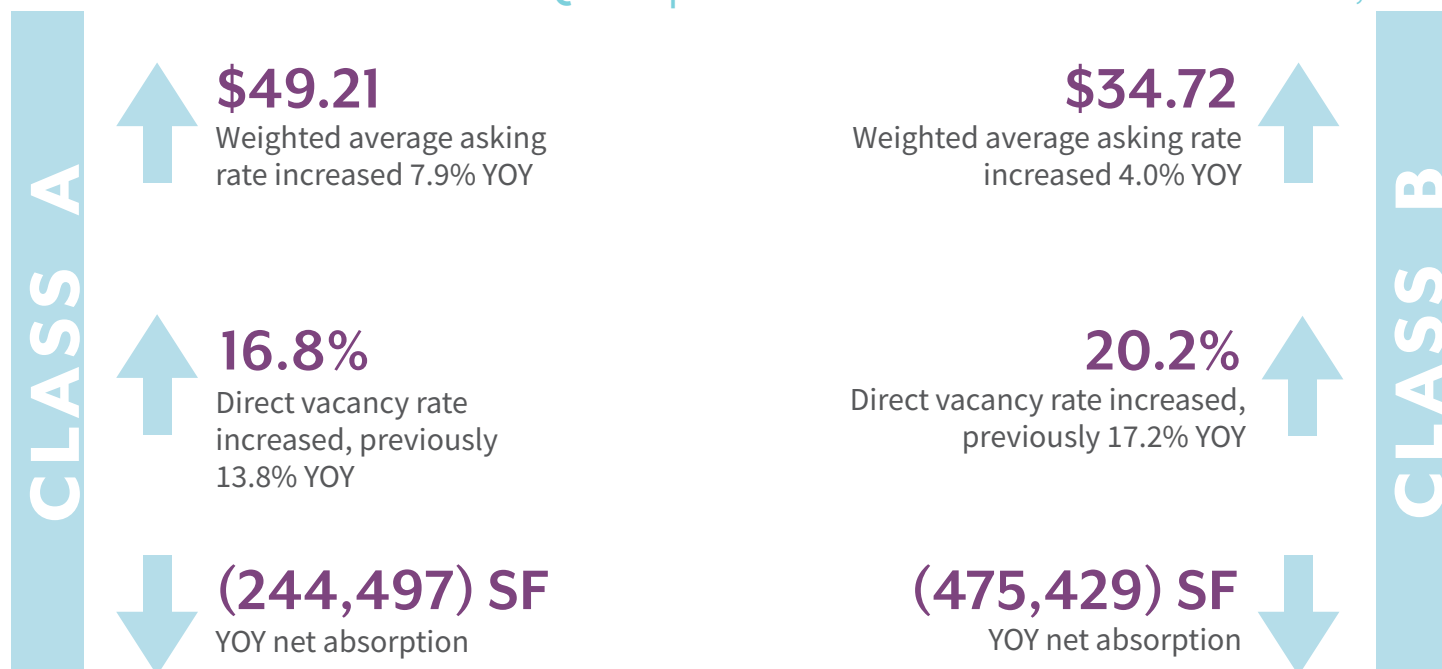 CLASS A
$49.21
Weighted average asking
rate increased 7.9% YOY
16.8%
Direct vacancy rate
increased, previously
13.8% YOY
(244,497) SF
YOY net absorption
$34.72
Weighted average asking rate
increased 4.0% YOY
20.2%
Direct vacancy rate increased,
previously 17.2% YOY
(475,429) SF
YOY net absorption
CLASS B